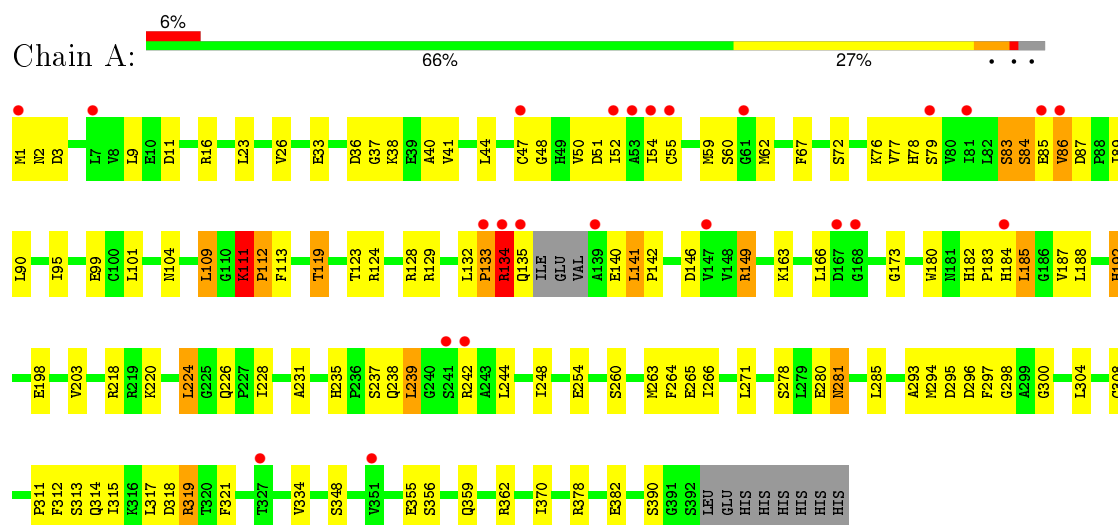 6%
Chain A:
66% 27% • • •
M1 N2 D3 L7 V8 L9 E10 D11 R16 L23 V26 E33 D36 G37 K38 E39 A40 V41 L44 C47 G48 H49 V50 D51 I52 A53 I54 C55 M59 S60 G61 M62 F67 S72 K76 V77 H78 S79 V80 I81 L82 S83 S84 E85 V86 D87 P88
L90 I95 E99 C100 L101 N104 L109 G110 K111 P112 F113 T119 T123 R124 R128 R129 L132 P133 R134 Q135 ILE GLU VAL A139 E140 L141 P142 D146 V147 V148 R149 K163 L166 D167 G168 G173 W180 N181 H182 P183 H184 L185 G186 V187 L188
E198 V203 R218 R219 K220 L224 G225 Q226 P227 I228 A231 H235 P236 S237 Q238 L239 G240 S241 R242 A243 L244 I248 E254 S260 M263 F264 E265 I266 L271 S278 L279 E280 N281 L285 A293 M294 D295 D296 F297 G298 A299 G300 L304
P311 F312 S313 Q314 I315 K316 L317 D318 R319 T320 F321 T327 V334 S348 V351 E355 S356 Q359 R362 I370 R378 E382 S390 G391 S392 LEU GLU HIS HIS HIS HIS HIS HIS